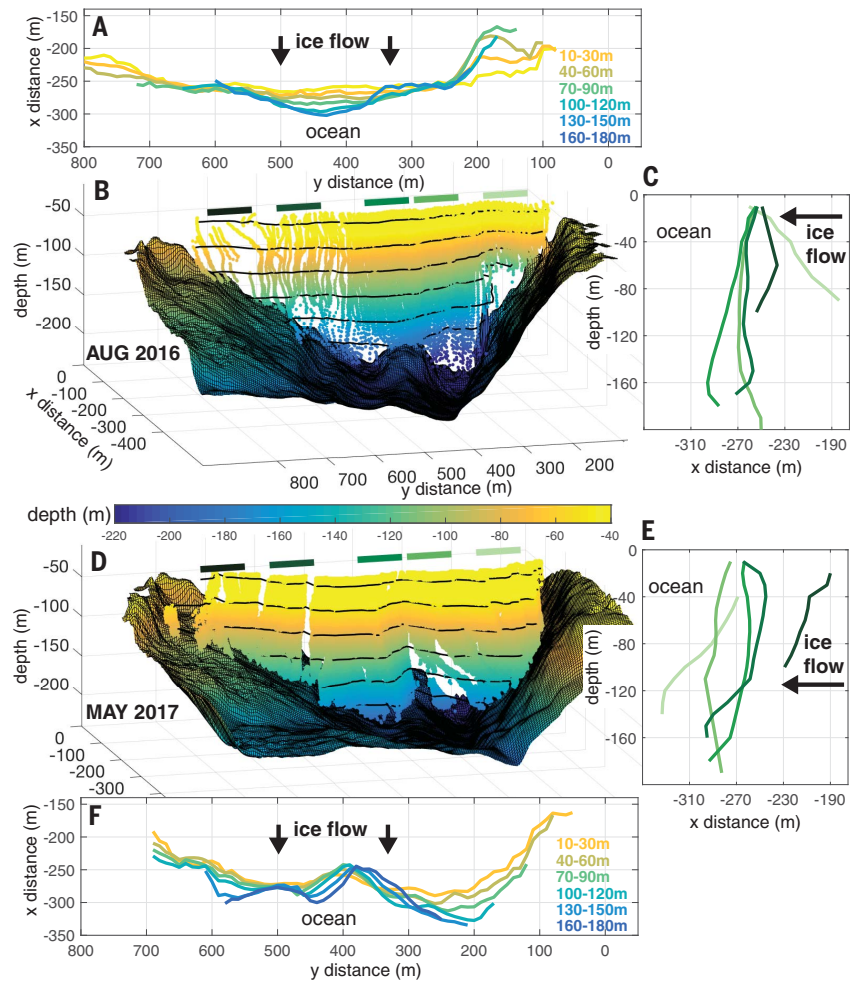 A
x distance (m)
-150
-200
-250
-300
-350
ice flow
ocean
10-30m
40-60m
70-90m
100-120m
130-150m
160-180m
800 700 600 500 400 300 200 100 0
y distance (m)
B
-50
-100
-150
-200
depth (m)
AUG 2016
0
-100
-200
-300
-400
x distance (m)
800 700 600 500 400 300 200
y distance (m)
C
0
-40
-80
-120
-160
depth (m)
ocean
ice
flow
-310 -270 -230 -190
x distance (m)
depth (m)
-220 -200 -180 -160 -140 -120 -100 -80 -60 -40
D
-50
-100
-150
-200
depth (m)
MAY 2017
0
-100
-200
-300
E
0
-40
-80
-120
-160
depth (m)
ocean
ice
flow
-310 -270 -230 -190
x distance (m)
F
x distance (m)
-150
-200
-250
-300
-350
ice flow
ocean
10-30m
40-60m
70-90m
100-120m
130-150m
160-180m
800 700 600 500 400 300 200 100 0
y distance (m)